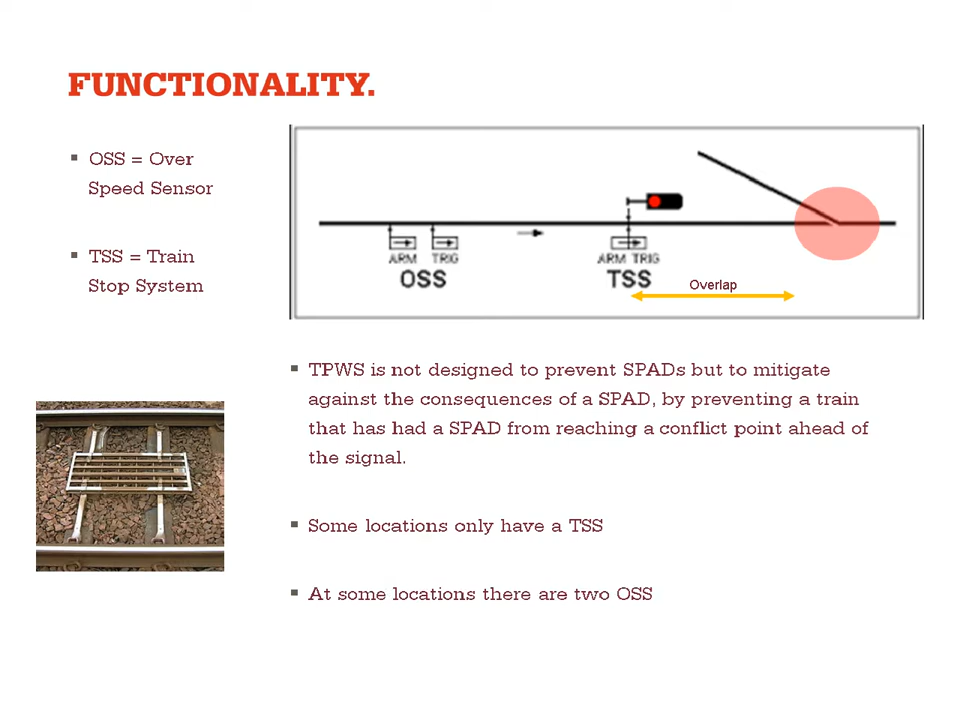 FUNCTIONALITY.
▪ OSS = Over
Speed Sensor
▪ TSS = Train
Stop System
ARM TRIG
OSS
ARM TRIG
TSS
Overlap
▪ TPWS is not designed to prevent SPADs but to mitigate
against the consequences of a SPAD, by preventing a train
that has had a SPAD from reaching a conflict point ahead of
the signal.
▪ Some locations only have a TSS
▪ At some locations there are two OSS